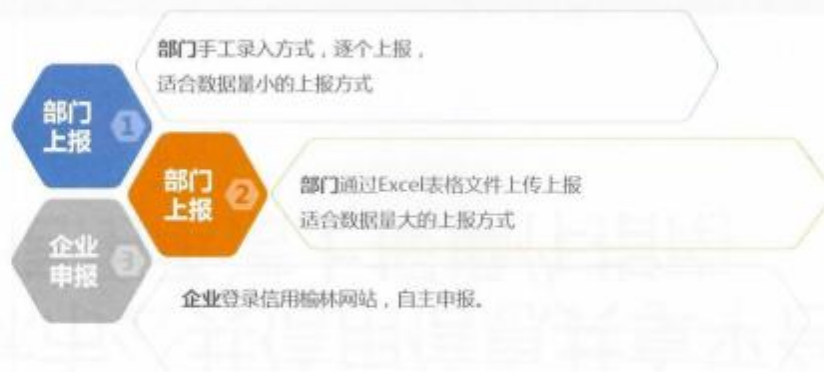 部门手工录入方式，逐个上报，
适合数据量小的上报方式
部门
上报
1
部门
上报
2
部门通过Excel表格文件上传上报
适合数据量大的上报方式
企业
申报
3
企业登录信用榆林网站，自主申报。